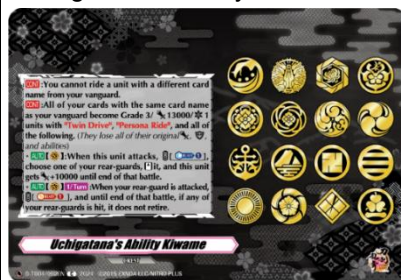 CONT:You cannot ride a unit with a different card
name from your vanguard.
CONT:All of your cards with the same card name
as your vanguard become Grade 3/ 13000/ 1
units with "Twin Drive", "Persona Ride", and all of
the following. (They lose all of their original , ,
and abilities)
· AUTO:When this unit attacks,
choose one of your rear-guards, it, and this unit
gets +10000 until end of that battle.
· AUTO 1/Turn:When your rear-guard is attacked,
, and until end of that battle, if any of
your rear-guards is hit, it does not retire.
Uchigatana's Ability Kiwame
2024